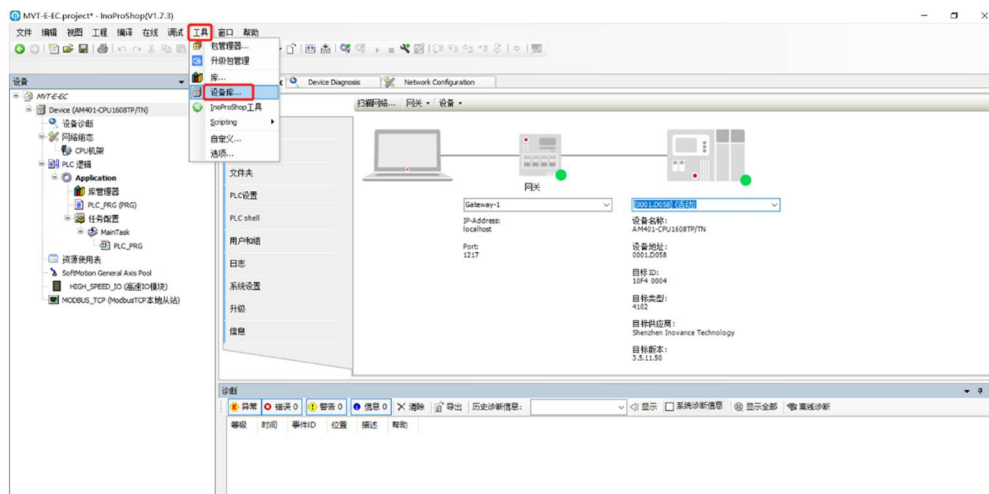 MVT-E-EC.project* - InoProShop(V1.7.3)
文件 编辑 视图 工程 编译 在线 调试 工具 窗口 帮助
包管理器...
升级包管理
库...
设备库...
InoProShop工具
Scripting
自定义...
选项...
设备
MVT-E-EC
Device (AM401-CPU1608TP/TN)
设备诊断
网络组态
CPU机架
PLC 逻辑
Application
库管理器
PLC_PRG (PRG)
任务配置
MainTask
PLC_PRG
资源使用表
SoftMotion General Axis Pool
HIGH_SPEED_IO (高速IO模块)
MODBUS_TCP (ModbusTCP本地从站)
Device Diagnosis Network Configuration
扫描网络... 网关 设备
文件夹
PLC设置
PLC shell
用户和组
日志
系统设置
升级
信息
网关
Gateway-1
IP-Address:
localhost
Port:
1217
[0001.D058] (活动)
设备名称:
AM401-CPU1608TP/TN
设备地址:
0001.D058
目标 ID:
10F4 0004
目标类型:
4102
目标供应商:
Shenzhen Inovance Technology
目标版本:
3.5.11.50
诊断
异常 错误 0 警告 0 信息 0 清除 导出 历史诊断信息: 显示 系统诊断信息 显示全部 离线诊断
等级 时间 事件ID 位置 描述 帮助